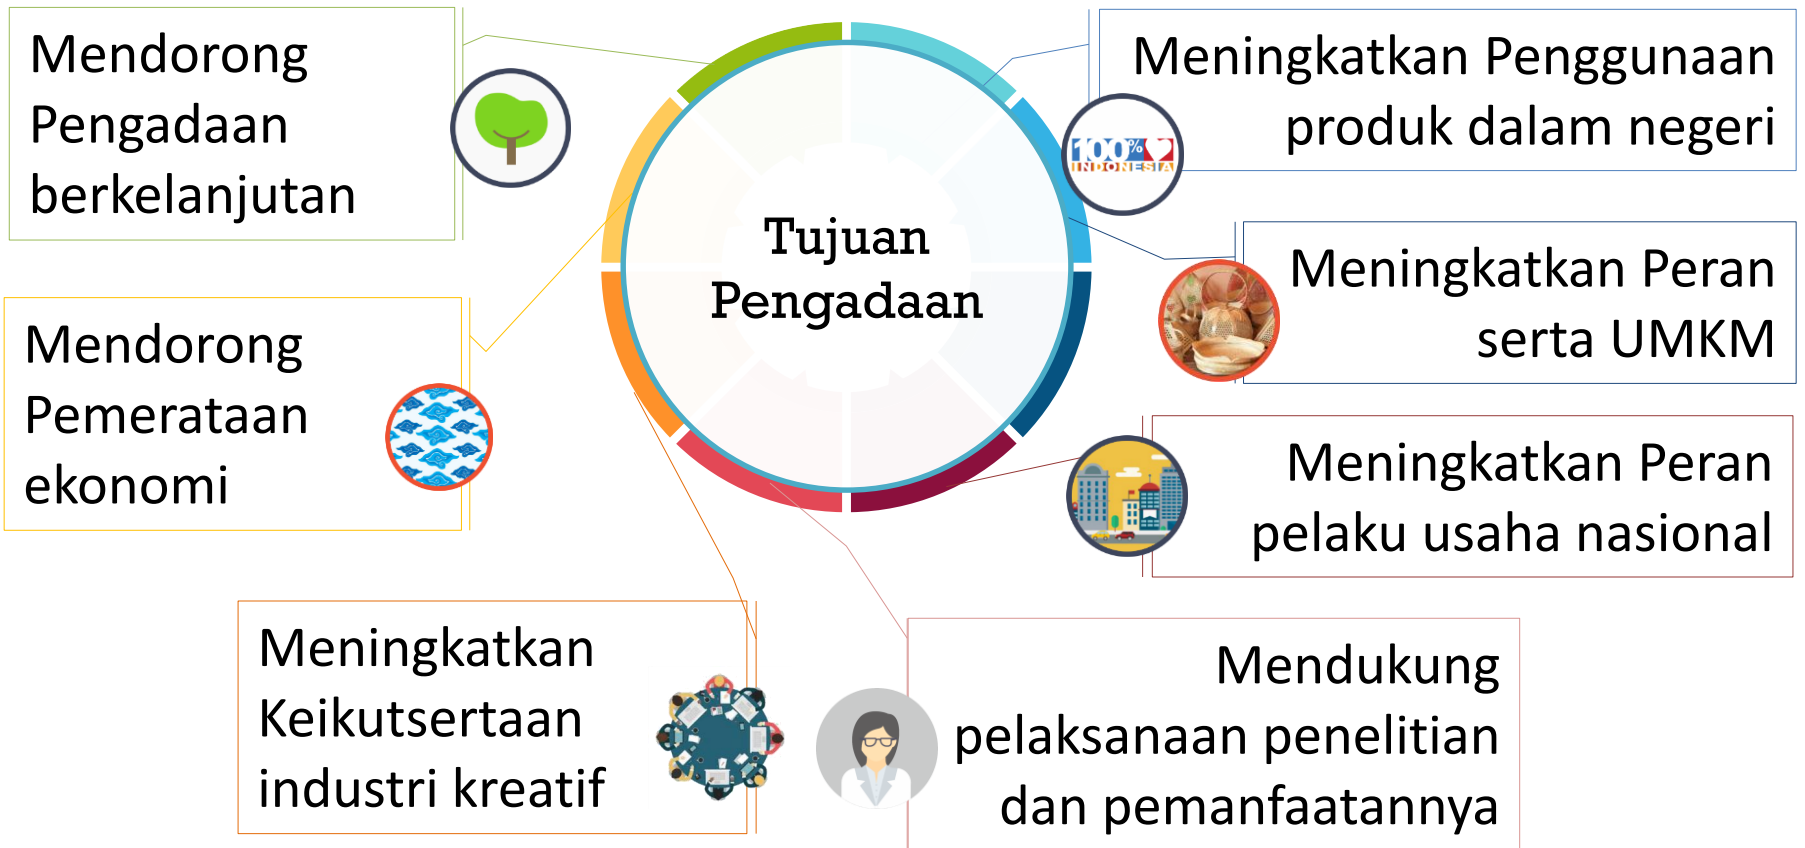 Mendorong
Pengadaan
berkelanjutan
Meningkatkan Penggunaan
produk dalam negeri
100%
INDONESIA
Tujuan
Pengadaan
Meningkatkan Peran
serta UMKM
Mendorong
Pemerataan
ekonomi
Meningkatkan Peran
pelaku usaha nasional
Meningkatkan
Keikutsertaan
industri kreatif
Mendukung
pelaksanaan penelitian
dan pemanfaatannya